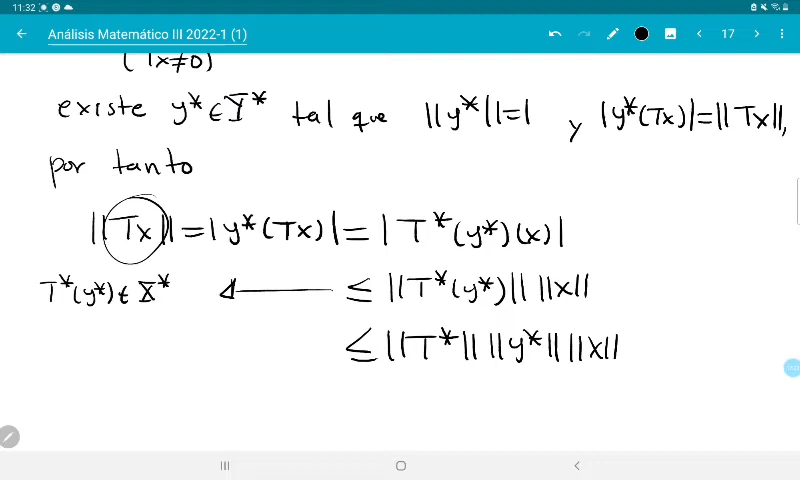 11:32
Análisis Matemático III 2022-1 (1)
17
(Tx≠0)
existe y* ∈ Y* tal que ||y*||=1 y |y*(Tx)|=||Tx||,
por tanto
||Tx|| = |y*(Tx)| = |T*(y*)(x)|
T*(y*) ∈ X* ◁—— ≤ ||T*(y*)|| ||x||
≤ ||T*|| ||y*|| ||x||